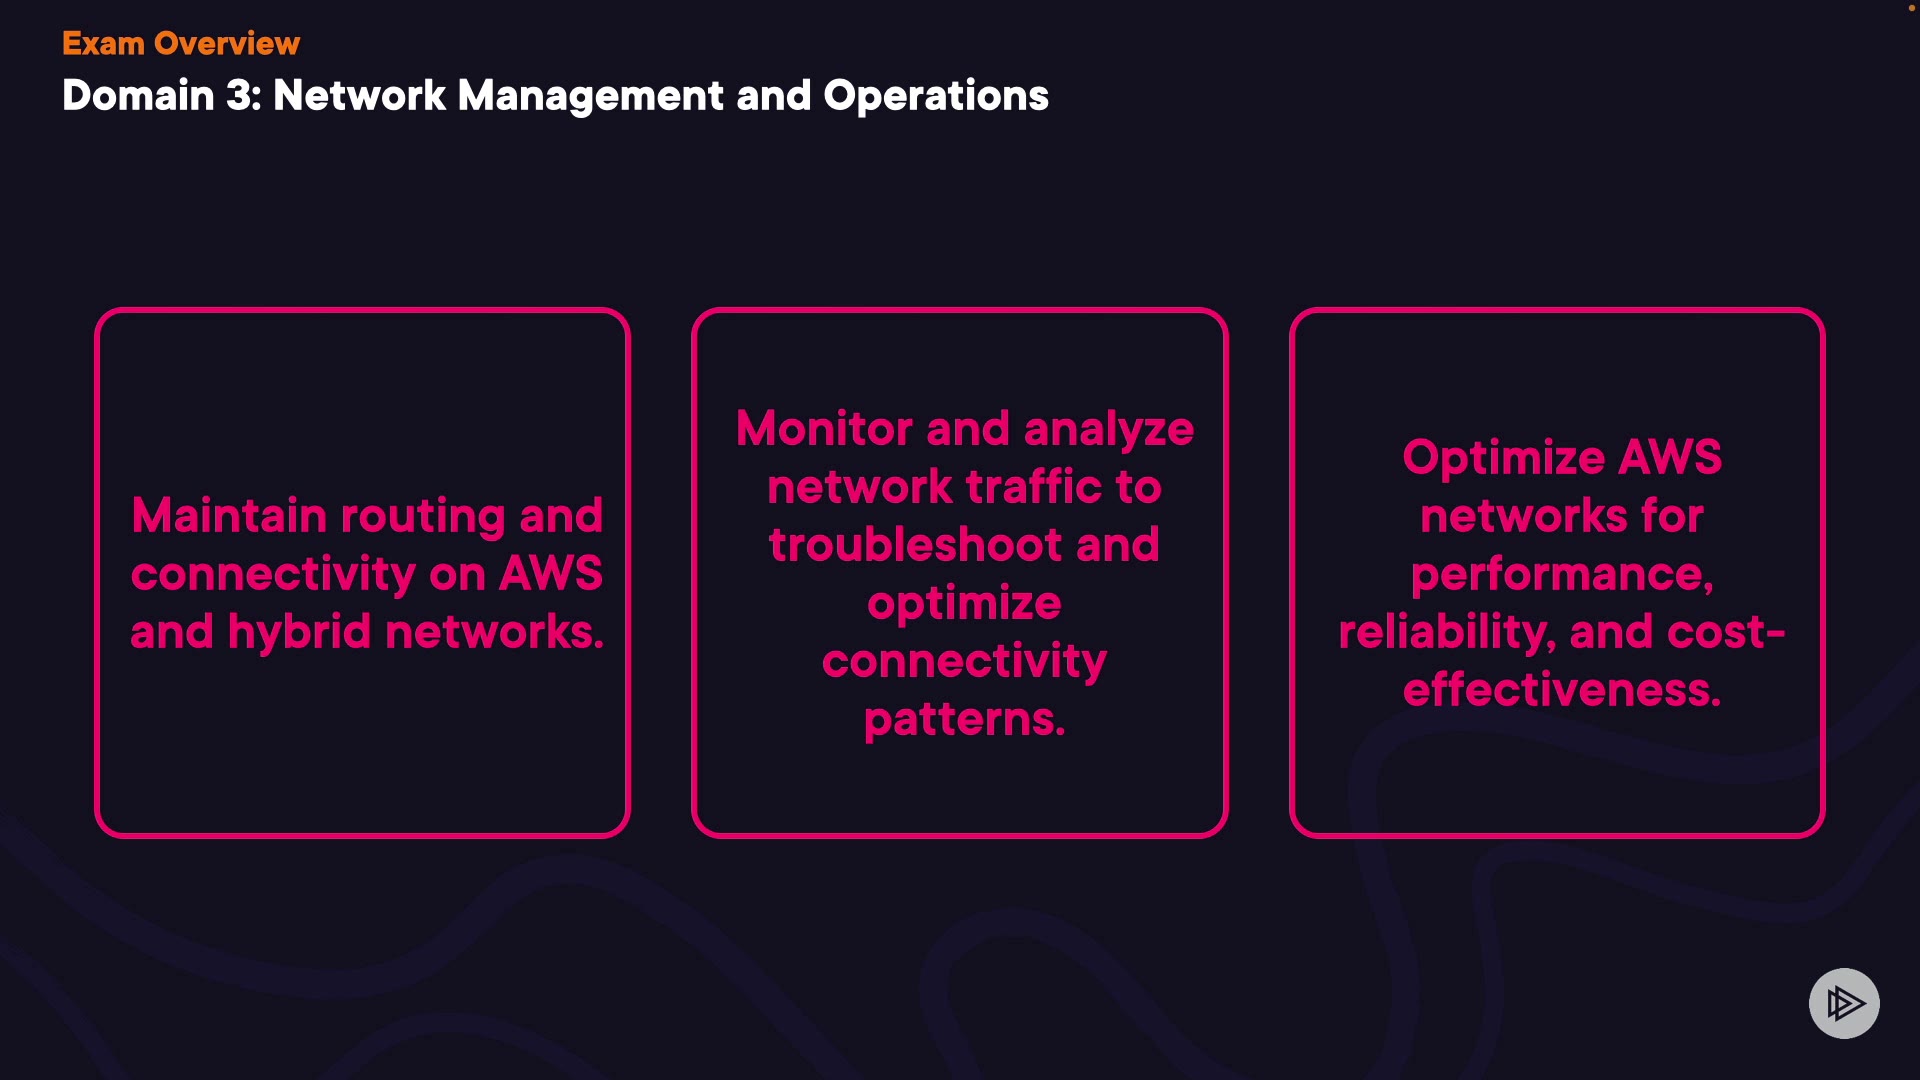 Exam Overview
Domain 3: Network Management and Operations
Maintain routing and
connectivity on AWS
and hybrid networks.
Monitor and analyze
network traffic to
troubleshoot and
optimize
connectivity
patterns.
Optimize AWS
networks for
performance,
reliability, and cost-
effectiveness.